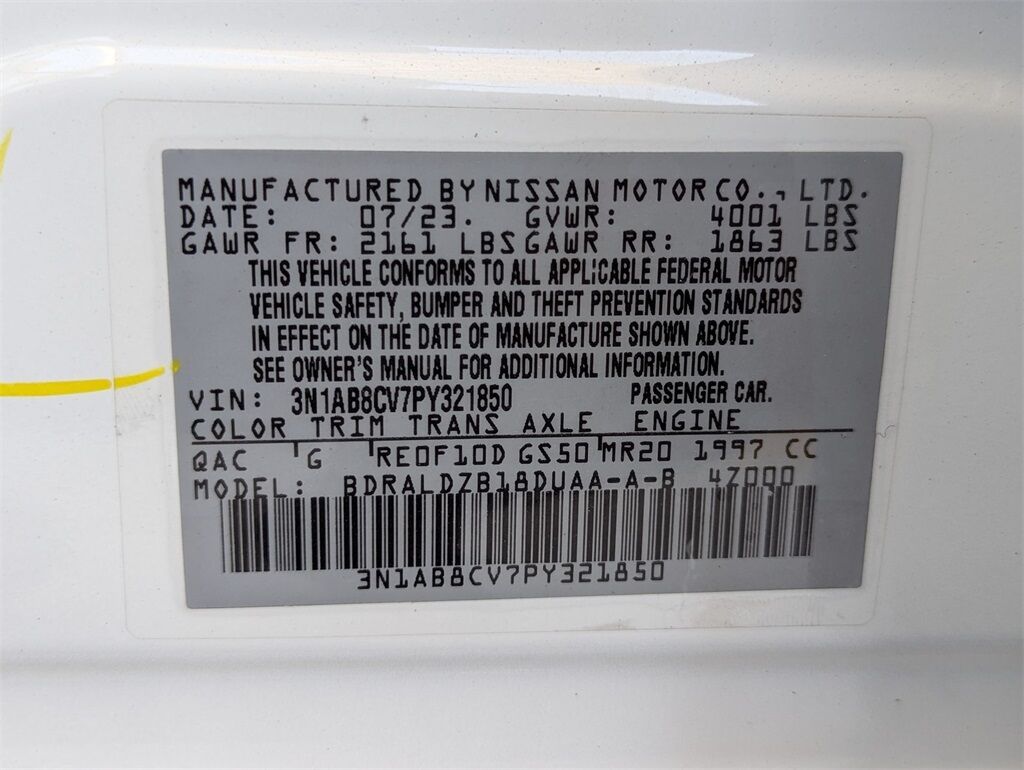 MANUFACTURED BY NISSAN MOTOR CO., LTD.
DATE: 07/23. GVWR: 4001 LBS
GAWR FR: 2161 LBS GAWR RR: 1863 LBS
THIS VEHICLE CONFORMS TO ALL APPLICABLE FEDERAL MOTOR
VEHICLE SAFETY, BUMPER AND THEFT PREVENTION STANDARDS
IN EFFECT ON THE DATE OF MANUFACTURE SHOWN ABOVE.
SEE OWNER'S MANUAL FOR ADDITIONAL INFORMATION.
VIN: 3N1AB8CV7PY321850 PASSENGER CAR.
COLOR TRIM TRANS AXLE ENGINE
QAC G RE0F10D GS50 MR20 1997 CC
MODEL: BDRALDZB18DUAA-A-B 4Z000
3N1AB8CV7PY321850